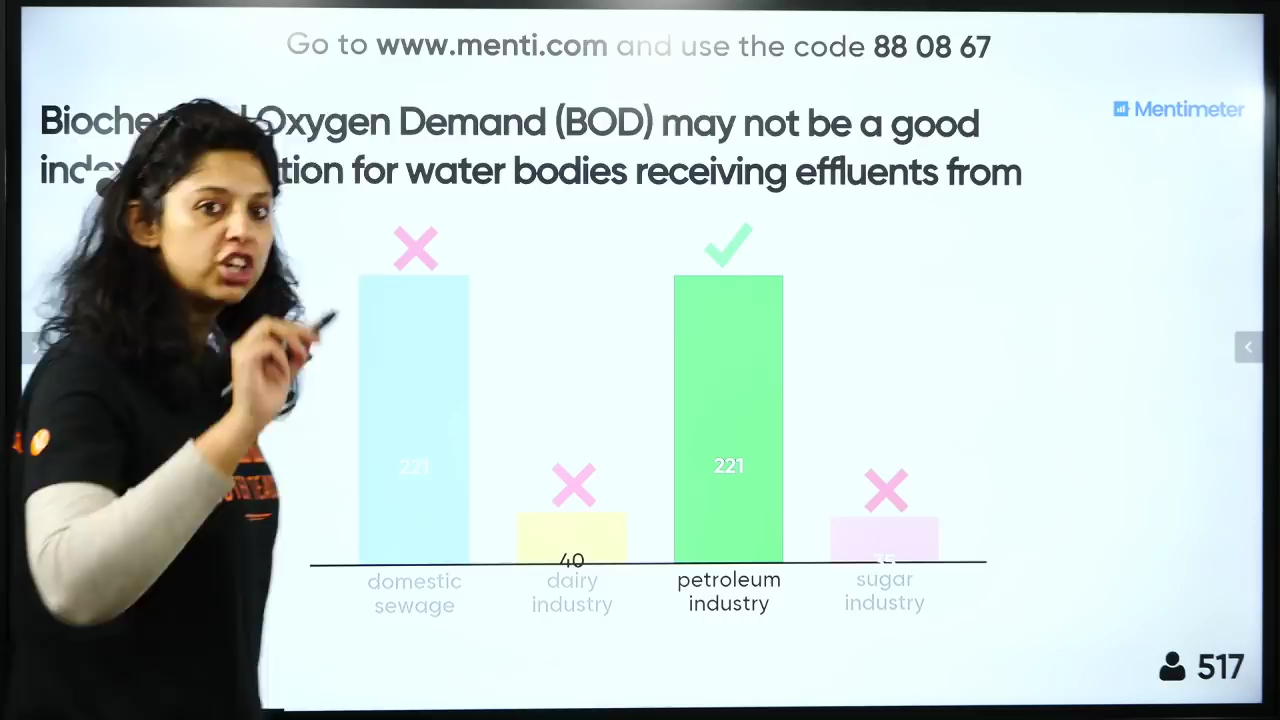 Go to www.menti.com and use the code 88 08 67
Oxygen Demand (BOD) may not be a good
for water bodies receiving effluents from
Mentimeter
221
40
221
35
domestic
sewage
dairy
industry
petroleum
industry
sugar
industry
517